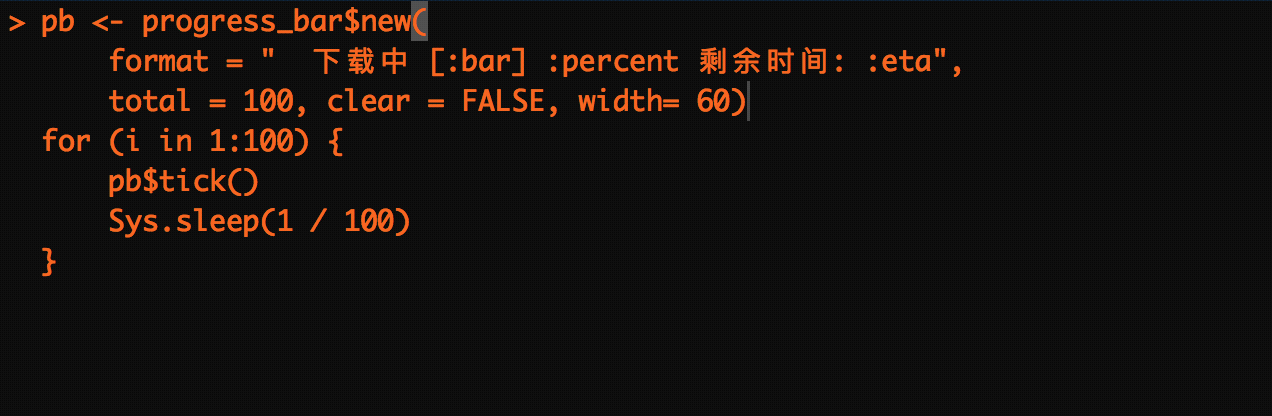 > pb <- progress_bar$new(
format = "  下载中 [:bar] :percent 剩余时间: :eta",
total = 100, clear = FALSE, width= 60)
for (i in 1:100) {
pb$tick()
Sys.sleep(1 / 100)
}